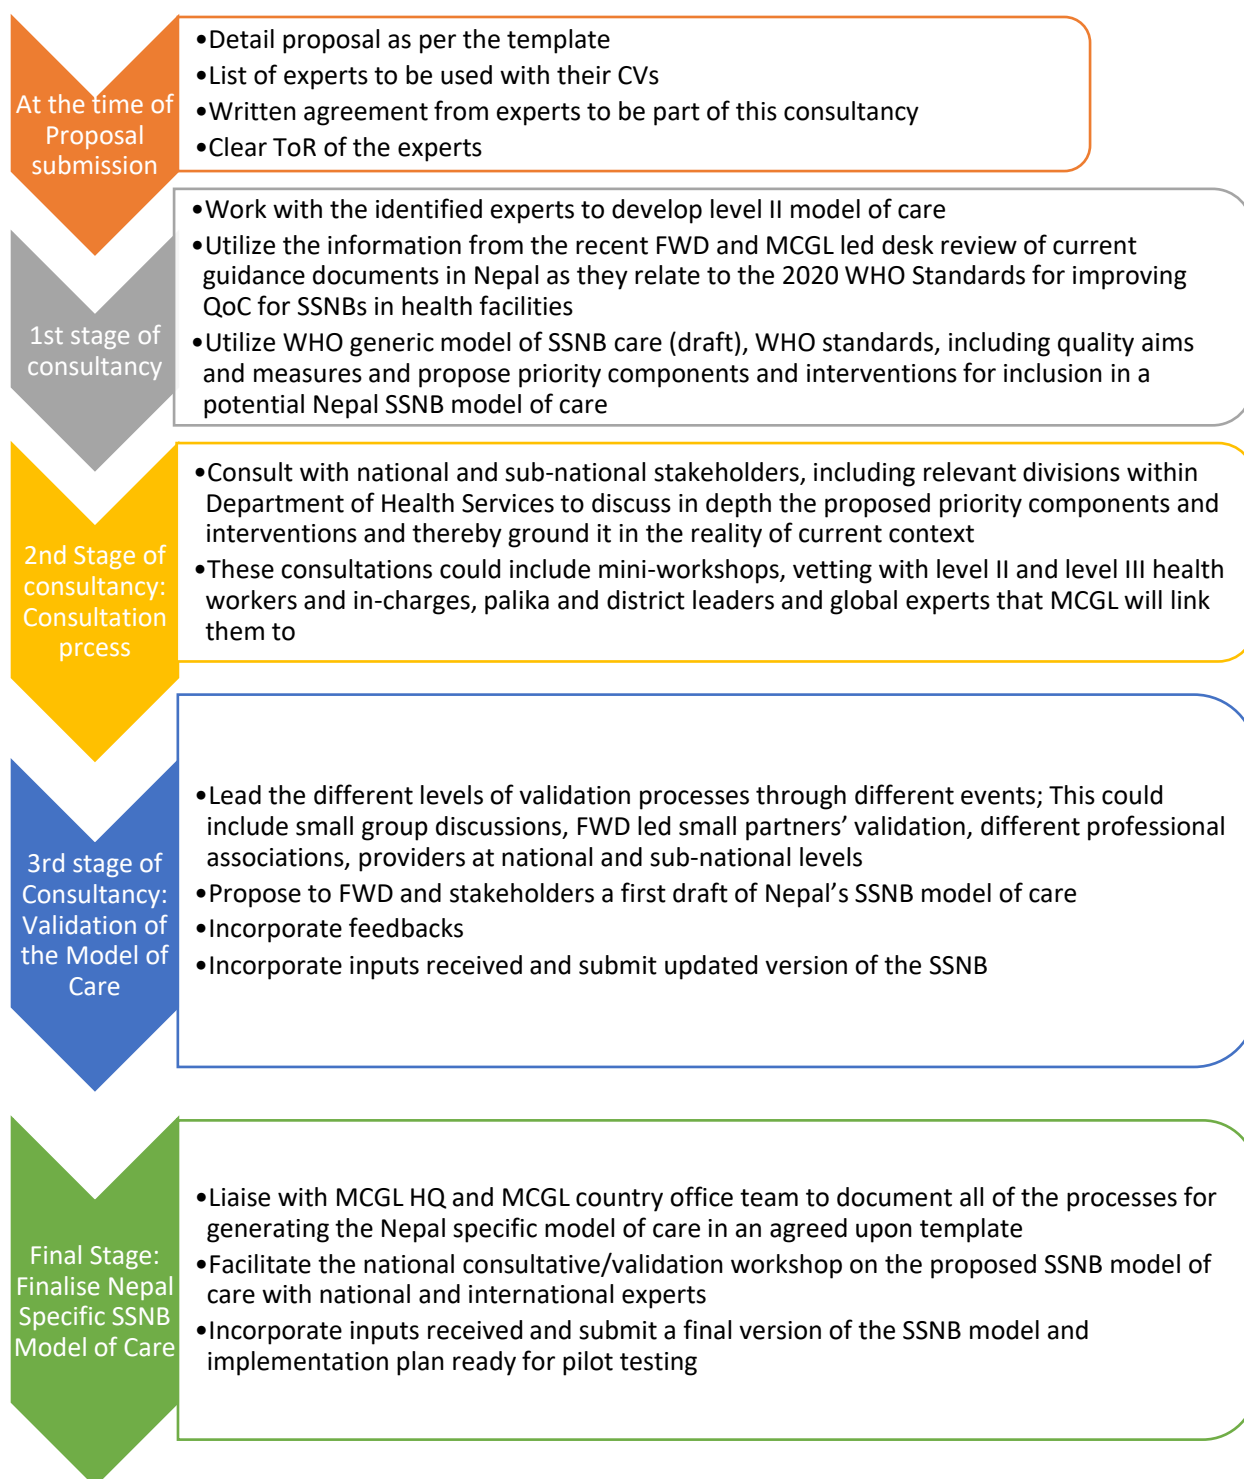 At the time of
Proposal
submission
•Detail proposal as per the template
•List of experts to be used with their CVs
•Written agreement from experts to be part of this consultancy
•Clear ToR of the experts
1st stage of
consultancy
•Work with the identified experts to develop level II model of care
•Utilize the information from the recent FWD and MCGL led desk review of current
guidance documents in Nepal as they relate to the 2020 WHO Standards for improving
QoC for SSNBs in health facilities
•Utilize WHO generic model of SSNB care (draft), WHO standards, including quality aims
and measures and propose priority components and interventions for inclusion in a
potential Nepal SSNB model of care
2nd Stage of
consultancy:
Consultation
prcess
•Consult with national and sub-national stakeholders, including relevant divisions within
Department of Health Services to discuss in depth the proposed priority components and
interventions and thereby ground it in the reality of current context
•These consultations could include mini-workshops, vetting with level II and level III health
workers and in-charges, palika and district leaders and global experts that MCGL will link
them to
3rd stage of
Consultancy:
Validation of
the Model of
Care
•Lead the different levels of validation processes through different events; This could
include small group discussions, FWD led small partners’ validation, different professional
associations, providers at national and sub-national levels
•Propose to FWD and stakeholders a first draft of Nepal’s SSNB model of care
•Incorporate feedbacks
•Incorporate inputs received and submit updated version of the SSNB
Final Stage:
Finalise Nepal
Specific SSNB
Model of Care
•Liaise with MCGL HQ and MCGL country office team to document all of the processes for
generating the Nepal specific model of care in an agreed upon template
•Facilitate the national consultative/validation workshop on the proposed SSNB model of
care with national and international experts
•Incorporate inputs received and submit a final version of the SSNB model and
implementation plan ready for pilot testing